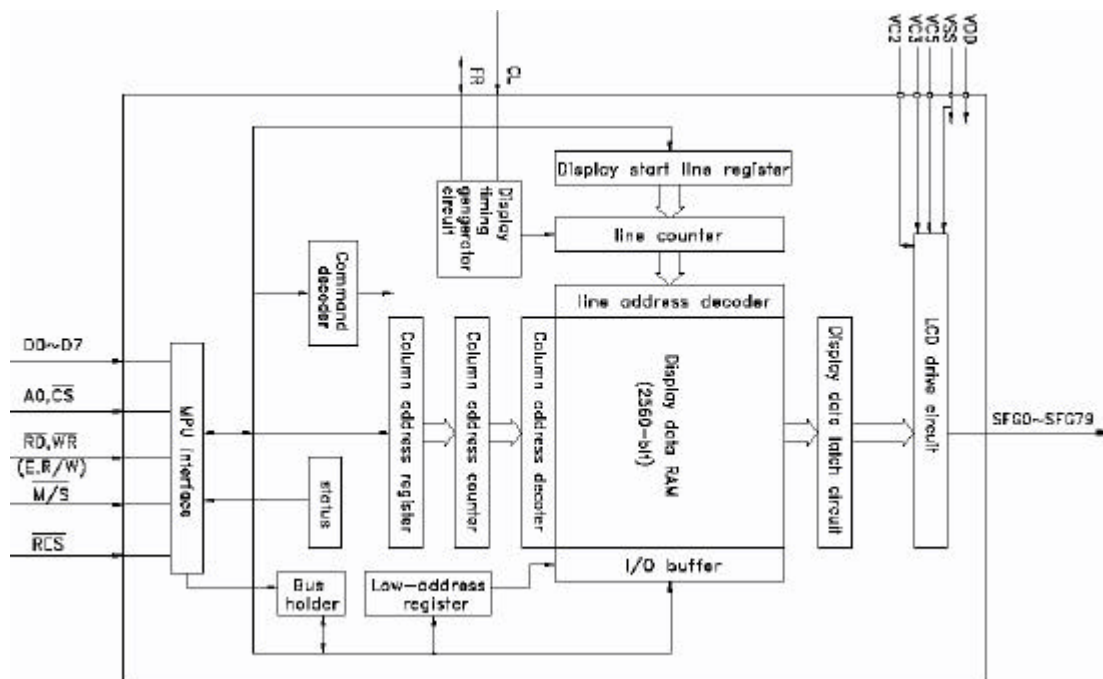 FR
CL
VC2
VC3
VC5
VSS
VDD
Display start line register
Display
timing
gengerator
circuit
line counter
Command
decoder
line address decoder
D0~D7
A0,CS
RD,WR
(E.R/W)
M/S
RES
MPU interface
status
Column address register
Column address counter
Column address decoter
Display data RAM
(2560-bit)
Display data latch circuit
LCD drive circuit
SEG0~SEG79
I/O buffer
Bus
holder
Low-address
register